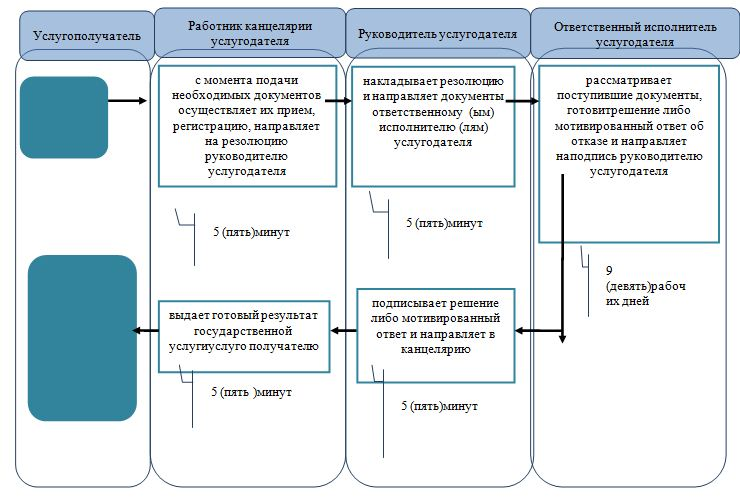 Услугополучатель
Работник канцелярии
услугодателя
Руководитель услугодателя
Ответственный исполнитель
услугодателя
с момента подачи
необходимых документов
осуществляет их прием,
регистрацию, направляет
на резолюцию
руководителю
услугодателя
накладывает резолюцию
и направляет документы
ответственному (ым)
исполнителю (лям)
услугодателя
рассматривает
поступившие документы,
готовитрешение либо
мотивированный ответ об
отказе и направляет
наподпись руководителю
услугодателя
5 (пять)минут
5 (пять)минут
9
(девять)рабоч
их дней
выдает готовый результат
государственной
услугиуслуго получателю
подписывает решение
либо мотивированный
ответ и направляет в
канцелярию
5 (пять )минут
5 (пять)минут